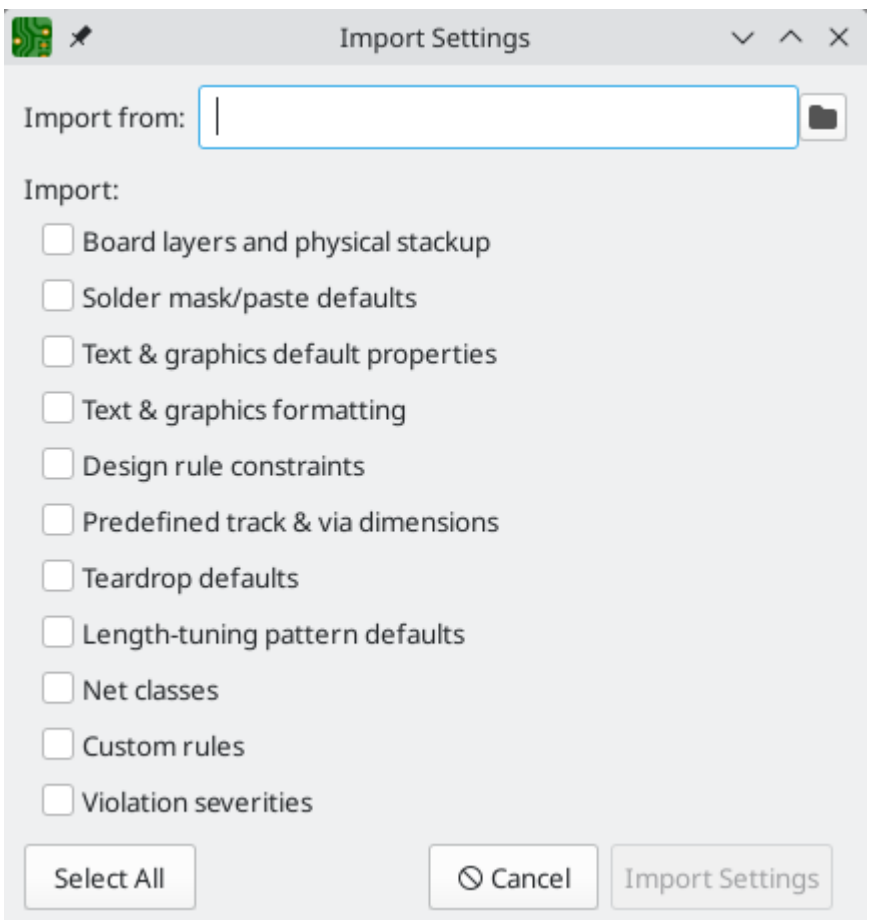 Import Settings
Import from:
Import:
Board layers and physical stackup
Solder mask/paste defaults
Text & graphics default properties
Text & graphics formatting
Design rule constraints
Predefined track & via dimensions
Teardrop defaults
Length-tuning pattern defaults
Net classes
Custom rules
Violation severities
Select All Cancel Import Settings